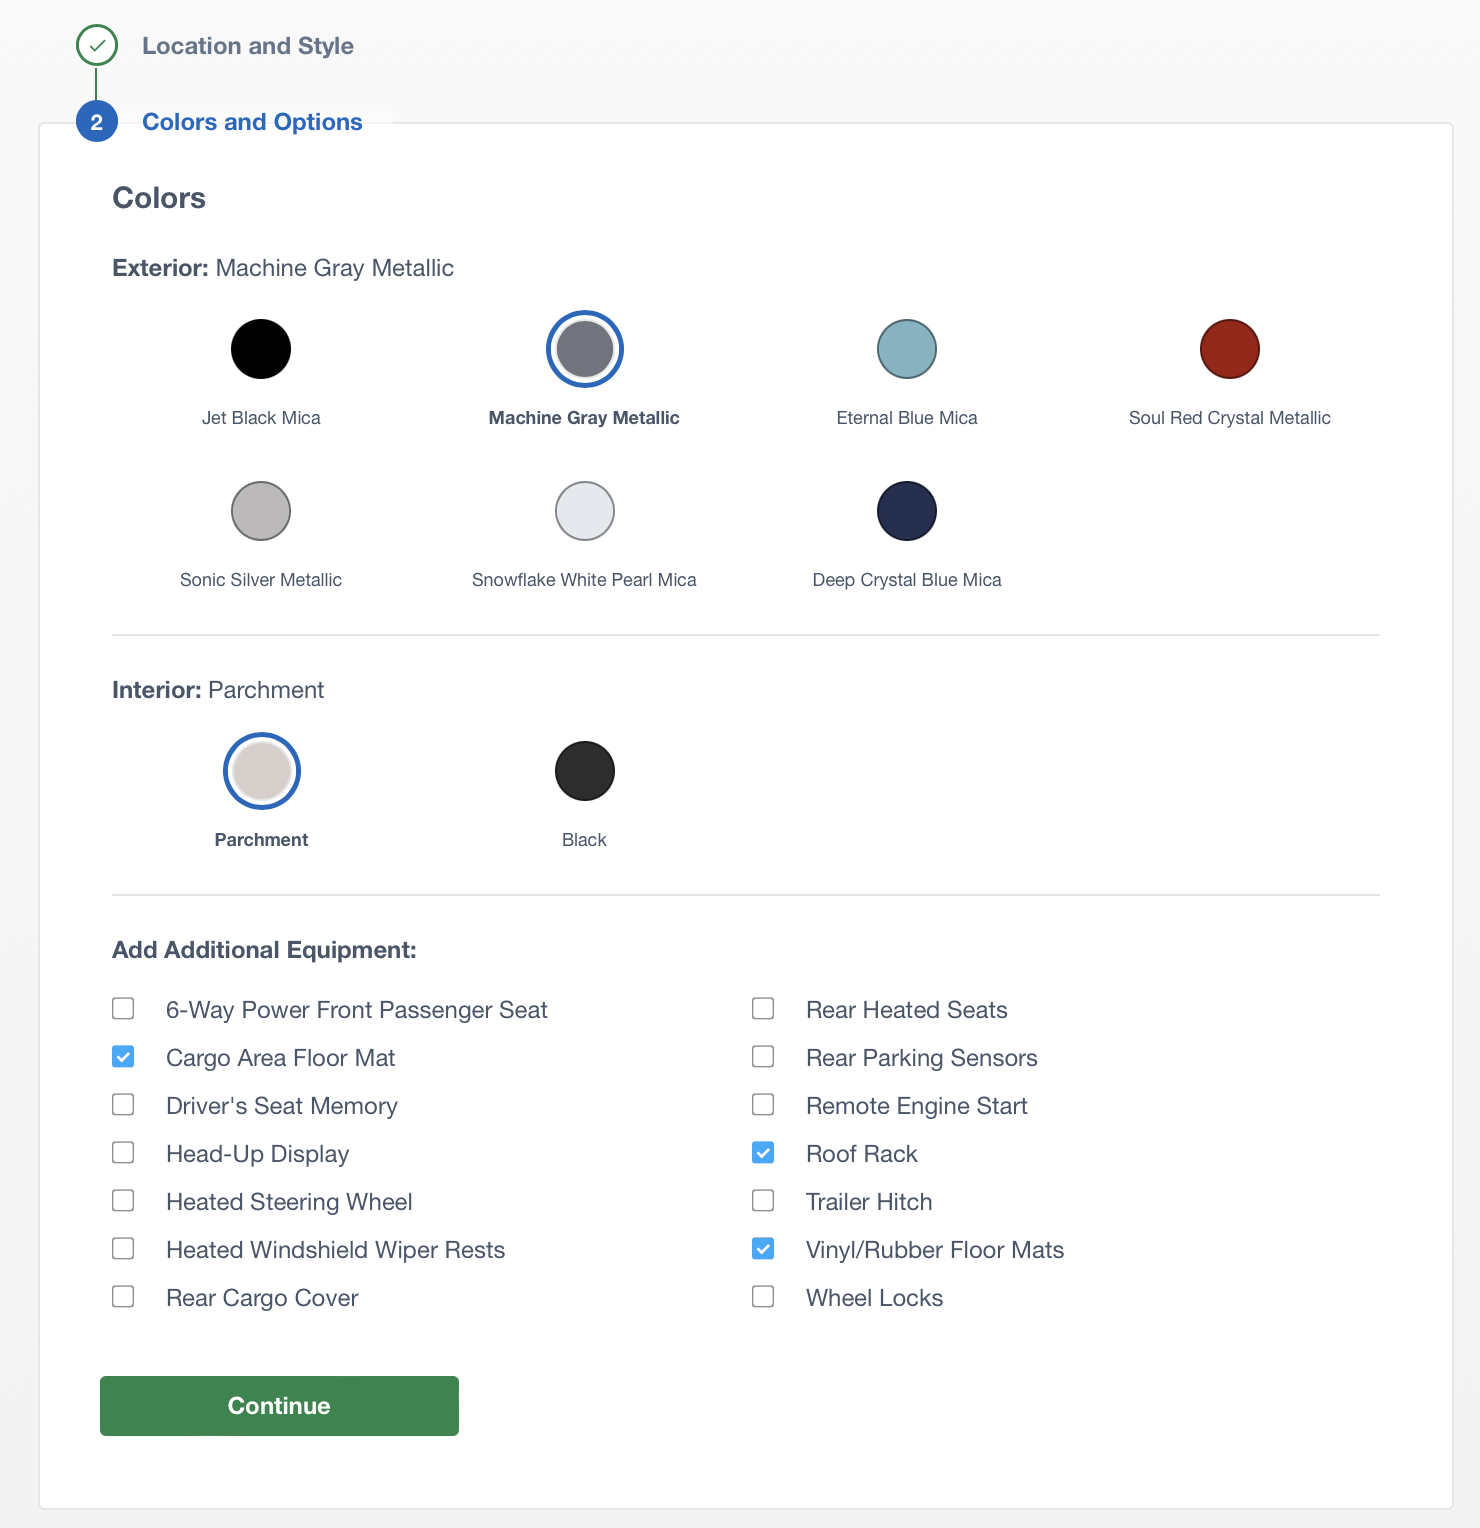 Location and Style
2 Colors and Options
Colors
Exterior: Machine Gray Metallic
Jet Black Mica
Machine Gray Metallic
Eternal Blue Mica
Soul Red Crystal Metallic
Sonic Silver Metallic
Snowflake White Pearl Mica
Deep Crystal Blue Mica
Interior: Parchment
Parchment
Black
Add Additional Equipment:
6-Way Power Front Passenger Seat
Cargo Area Floor Mat
Driver's Seat Memory
Head-Up Display
Heated Steering Wheel
Heated Windshield Wiper Rests
Rear Cargo Cover
Rear Heated Seats
Rear Parking Sensors
Remote Engine Start
Roof Rack
Trailer Hitch
Vinyl/Rubber Floor Mats
Wheel Locks
Continue